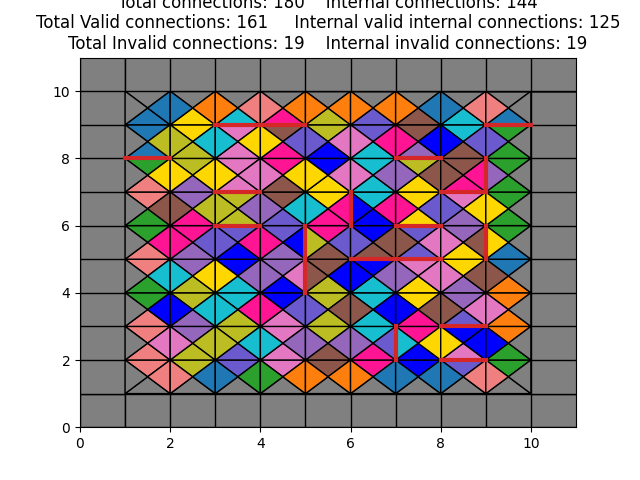 Total connections: 180 Internal connections: 144
Total Valid connections: 161 Internal valid internal connections: 125
Total Invalid connections: 19 Internal invalid connections: 19
10
8
6
4
2
0
0 2 4 6 8 10